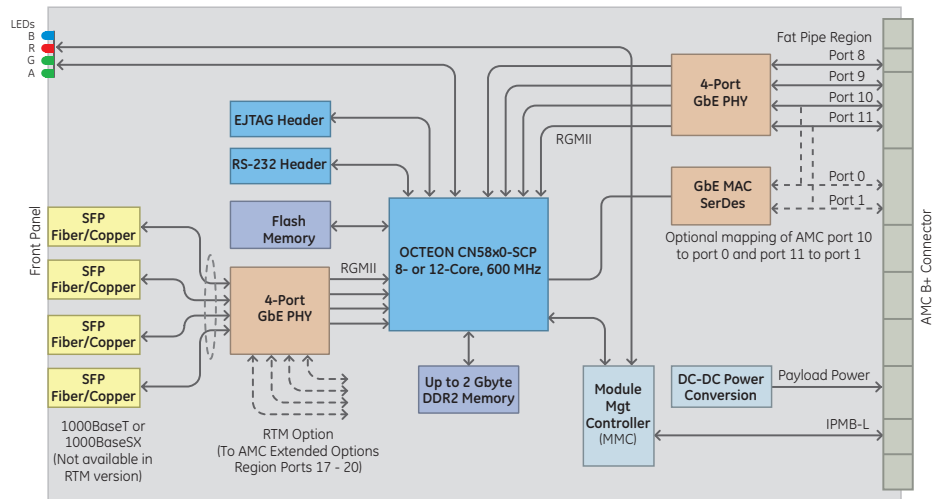 LEDs
B
R
G
A
Fat Pipe Region
Port 8
Port 9
Port 10
Port 11
4-Port
GbE PHY
RGMII
EJTAG Header
RS-232 Header
GbE MAC
SerDes
Port 0
Port 1
Optional mapping of AMC port 10
to port 0 and port 11 to port 1
Front Panel
SFP
Fiber/Copper
SFP
Fiber/Copper
SFP
Fiber/Copper
SFP
Fiber/Copper
Flash
Memory
OCTEON CN58x0-SCP
8- or 12-Core, 600 MHz
RGMII
4-Port
GbE PHY
AMC B+ Connector
Up to 2 Gbyte
DDR2 Memory
Module
Mgt
Controller
(MMC)
DC-DC Power
Conversion
Payload Power
IPMB-L
1000BaseT or
1000BaseSX
(Not available in
RTM version)
RTM Option
(To AMC Extended Options
Region Ports 17 - 20)